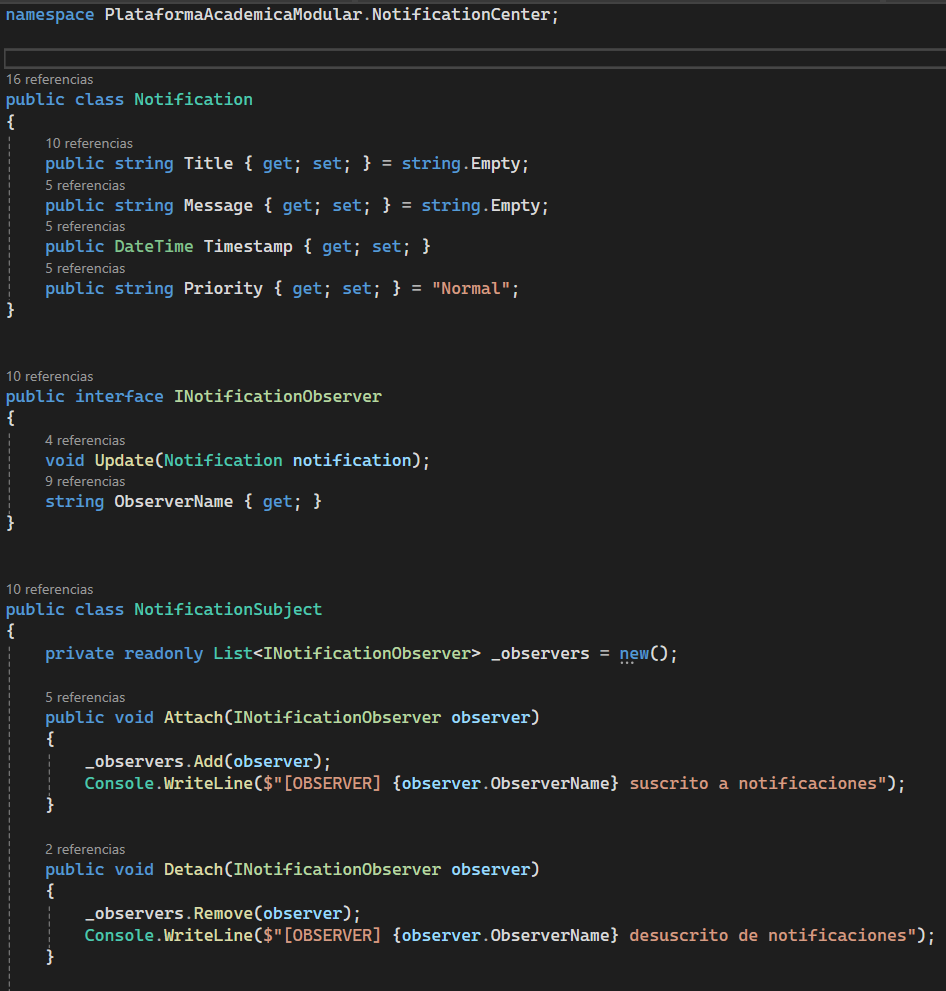 namespace PlataformaAcademicaModular.NotificationCenter;
16 referencias
public class Notification
{
10 referencias
public string Title { get; set; } = string.Empty;
5 referencias
public string Message { get; set; } = string.Empty;
5 referencias
public DateTime Timestamp { get; set; }
5 referencias
public string Priority { get; set; } = "Normal";
}
10 referencias
public interface INotificationObserver
{
4 referencias
void Update(Notification notification);
9 referencias
string ObserverName { get; }
}
10 referencias
public class NotificationSubject
{
private readonly List<INotificationObserver> _observers = new();
5 referencias
public void Attach(INotificationObserver observer)
{
_observers.Add(observer);
Console.WriteLine($"[OBSERVER] {observer.ObserverName} suscrito a notificaciones");
}
2 referencias
public void Detach(INotificationObserver observer)
{
_observers.Remove(observer);
Console.WriteLine($"[OBSERVER] {observer.ObserverName} desuscrito de notificaciones");
}